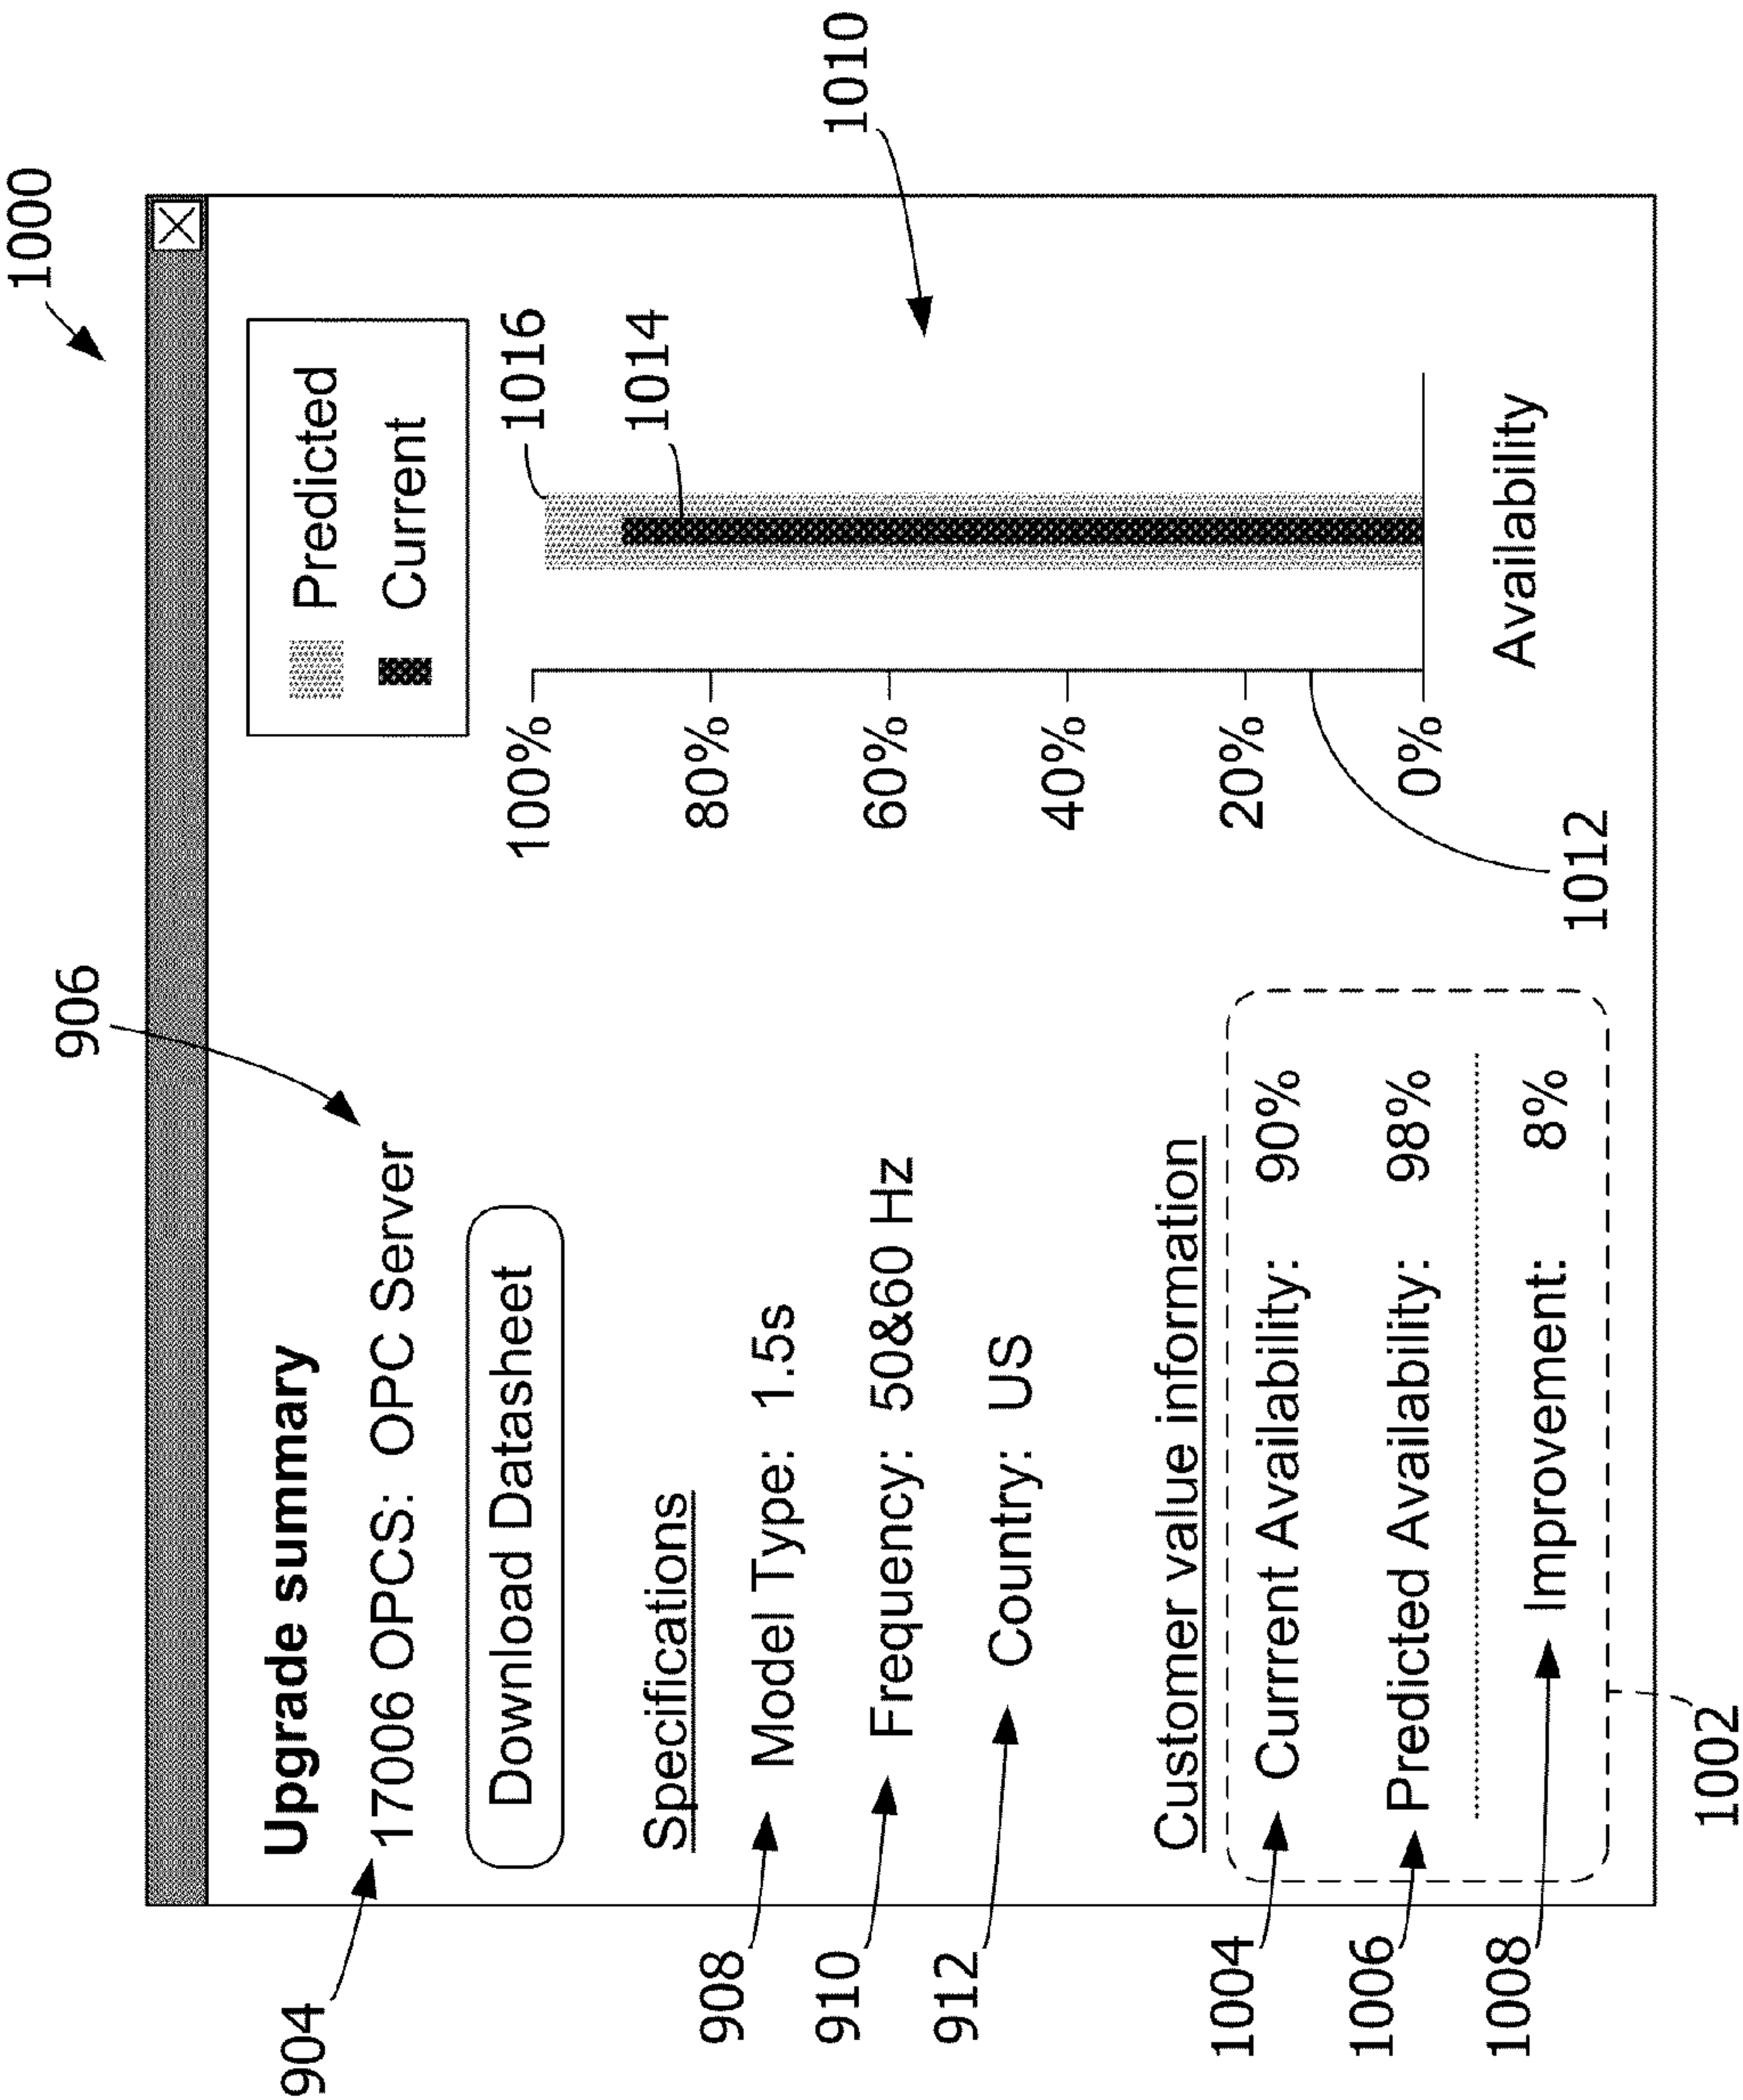 1000
906
Upgrade summary
904
17006 OPCS: OPC Server
Download Datasheet
Specifications
908
Model Type: 1.5s
910
Frequency: 50&60 Hz
912
Country: US
Customer value information
1004
Currrent Availability: 90%
1006
Predicted Availability: 98%
1008
Improvement: 8%
1002
Predicted
Current
1016
1014
1010
100%
80%
60%
40%
20%
0%
1012
Availability